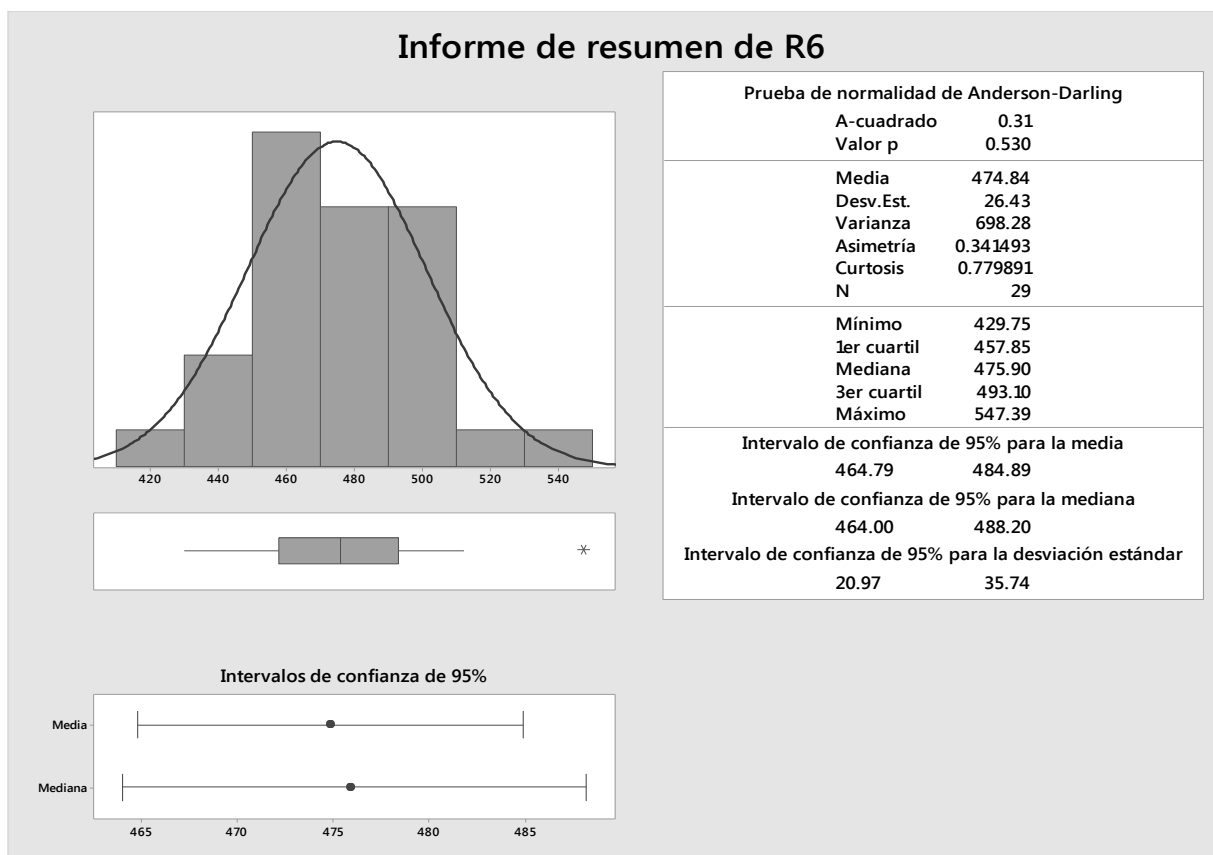 Informe de resumen de R6
420 440 460 480 500 520 540
Intervalos de confianza de 95%
Media
Mediana
465 470 475 480 485
Prueba de normalidad de Anderson-Darling
A-cuadrado 0.31
Valor p 0.530
Media 474.84
Desv.Est. 26.43
Varianza 698.28
Asimetría 0.341493
Curtosis 0.779891
N 29
Mínimo 429.75
1er cuartil 457.85
Mediana 475.90
3er cuartil 493.10
Máximo 547.39
Intervalo de confianza de 95% para la media
464.79 484.89
Intervalo de confianza de 95% para la mediana
464.00 488.20
Intervalo de confianza de 95% para la desviación estándar
20.97 35.74